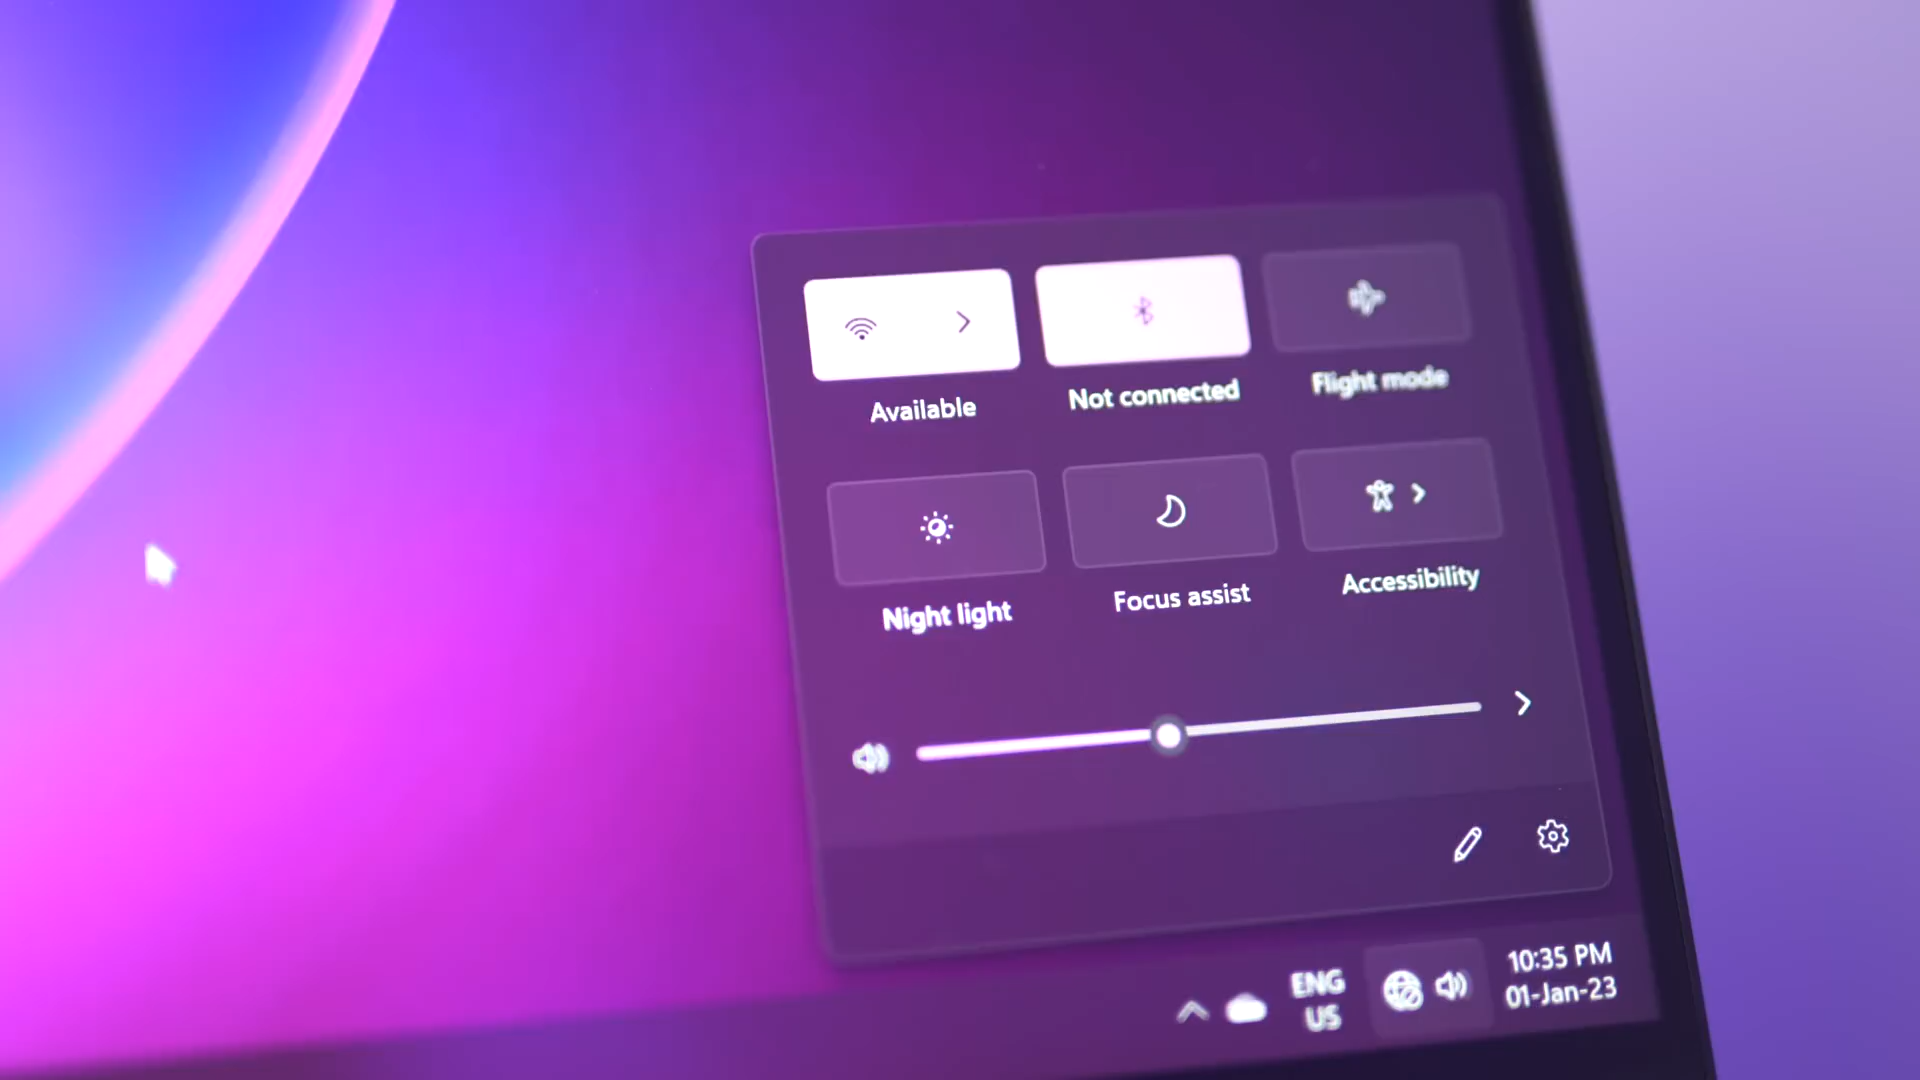 Available
Not connected
Flight mode
Night light
Focus assist
Accessibility
ENG
US
10:35 PM
01-Jan-23